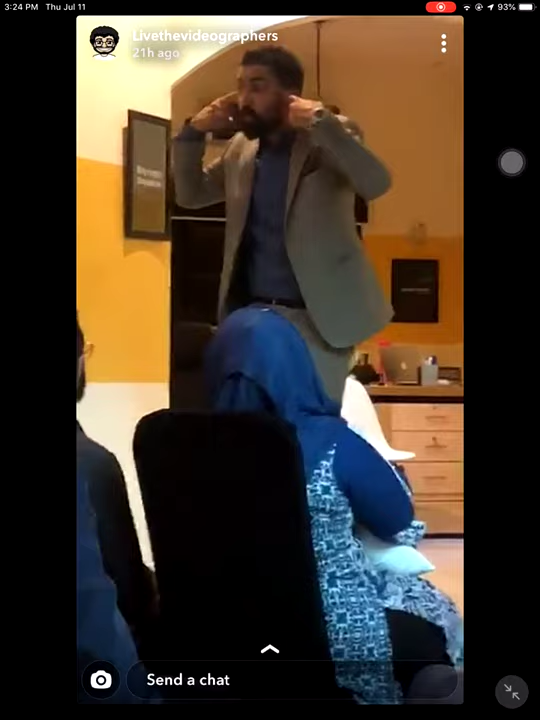 3:24 PM Thu Jul 11
93%
Livethevideographers
21h ago
Send a chat